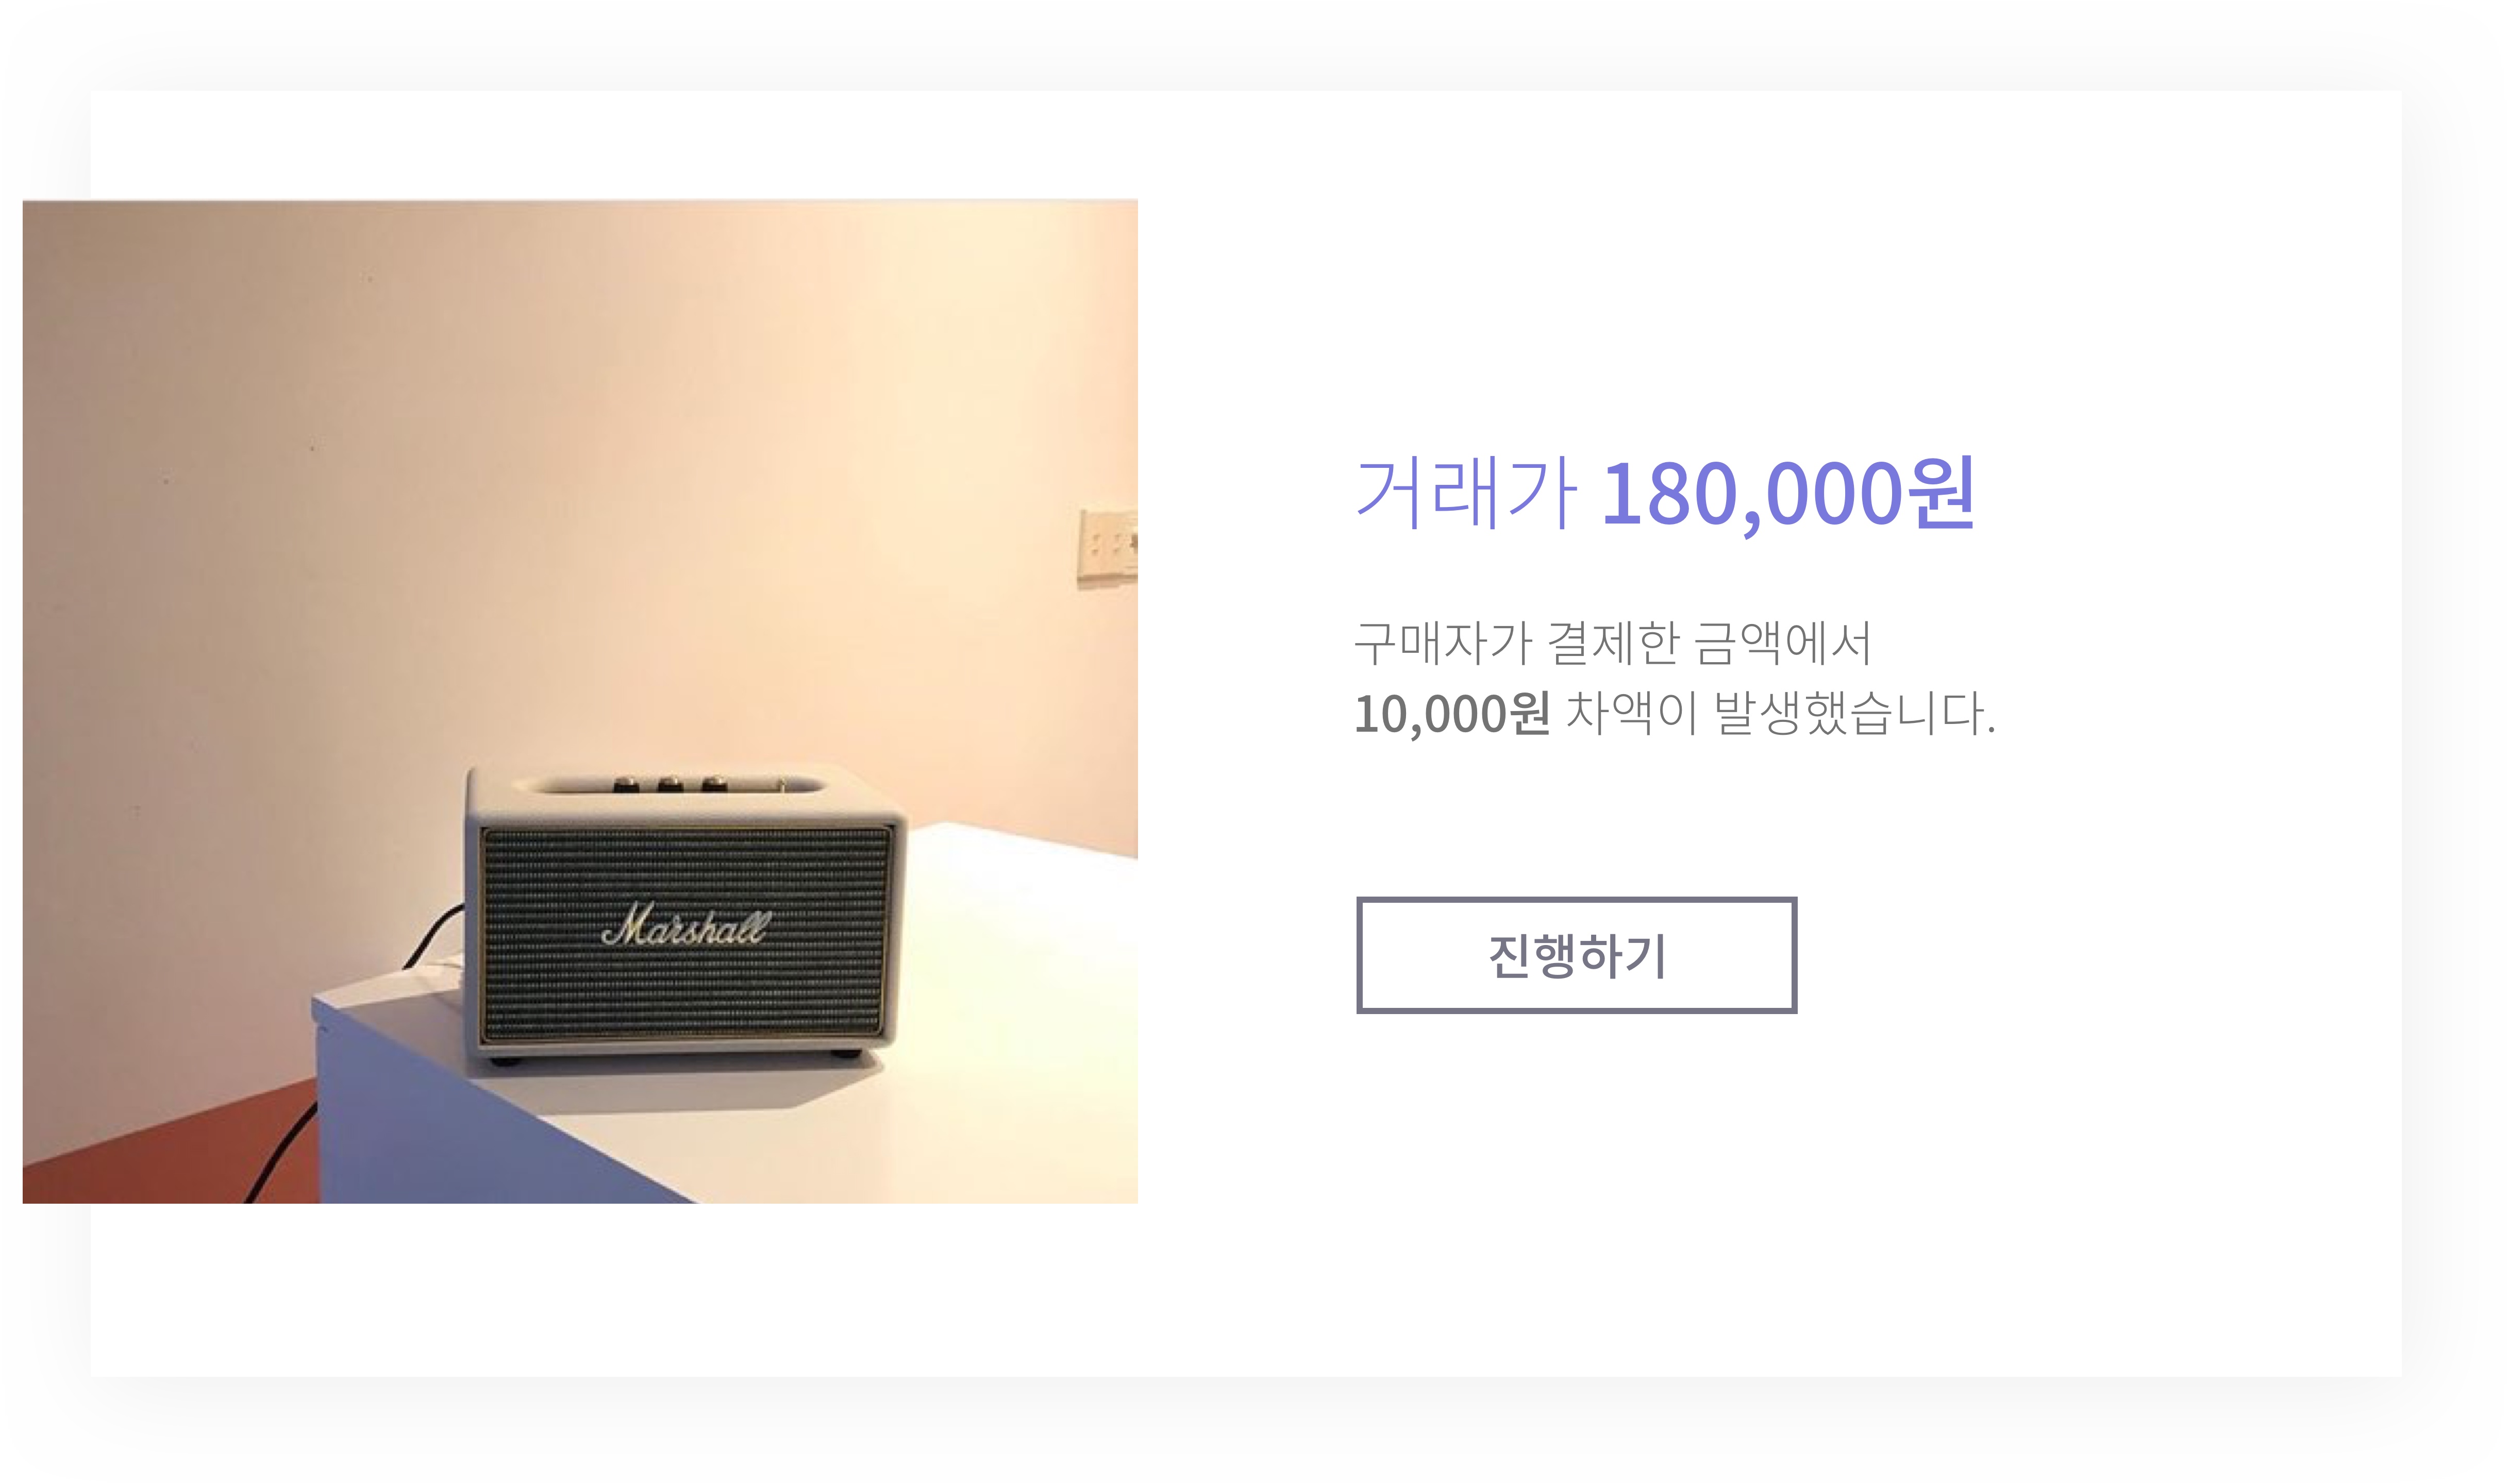 거래가 180,000원
구매자가 결제한 금액에서
10,000원 차액이 발생했습니다.
Marshall
진행하기